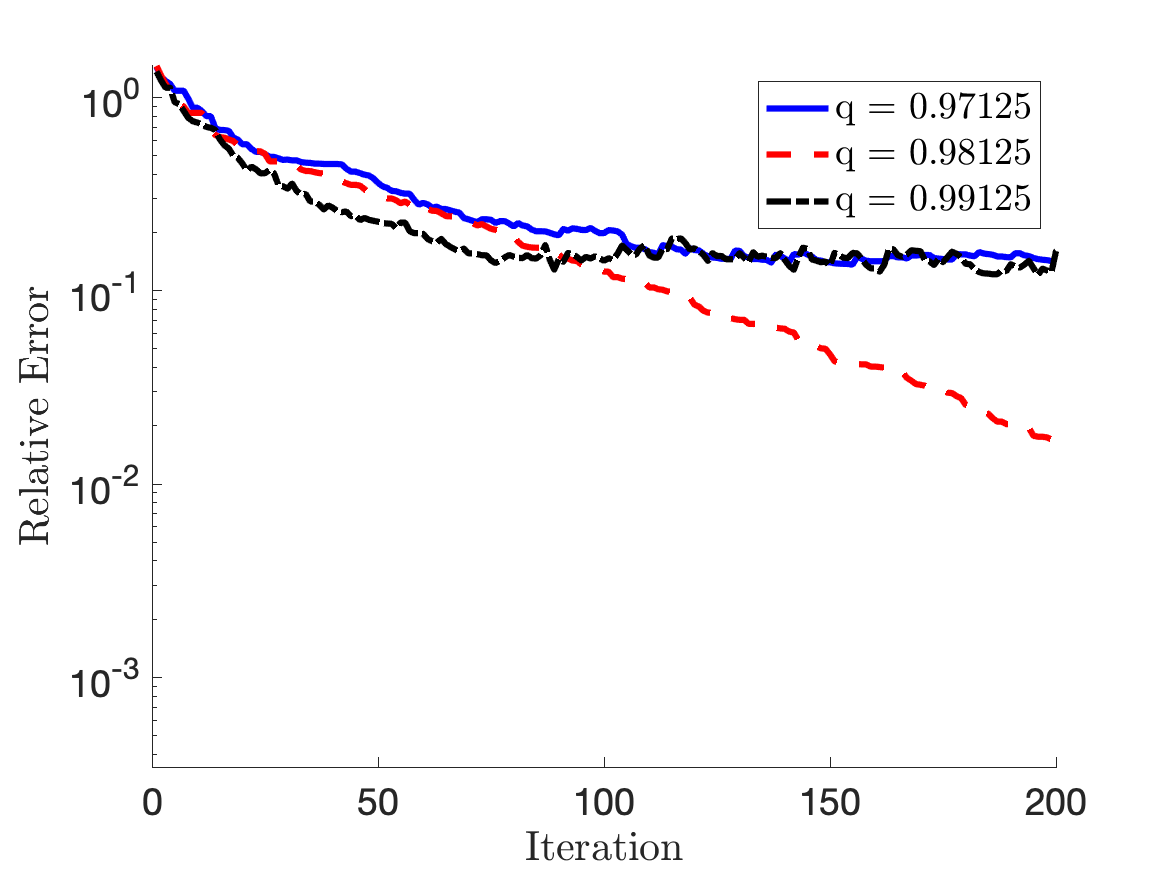 10^0
10^-1
10^-2
10^-3
Relative Error
0
50
100
150
200
Iteration
q = 0.97125
q = 0.98125
q = 0.99125